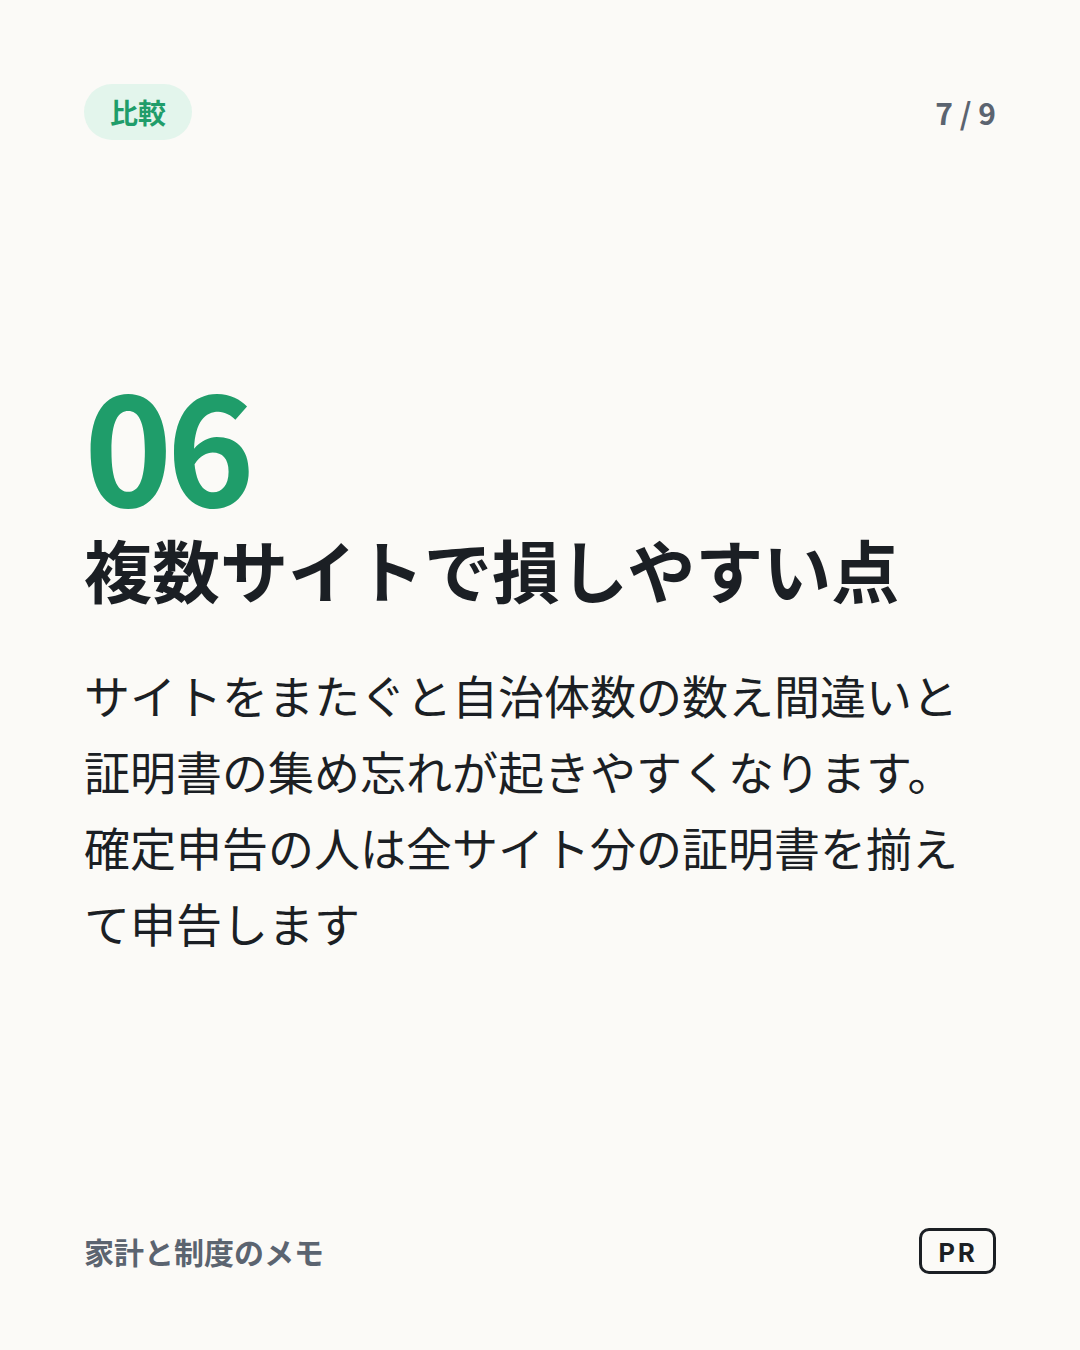 比較
7 / 9
06
複数サイトで損しやすい点
サイトをまたぐと自治体数の数え間違いと
証明書の集め忘れが起きやすくなります。
確定申告の人は全サイト分の証明書を揃え
て申告します
家計と制度のメモ
PR